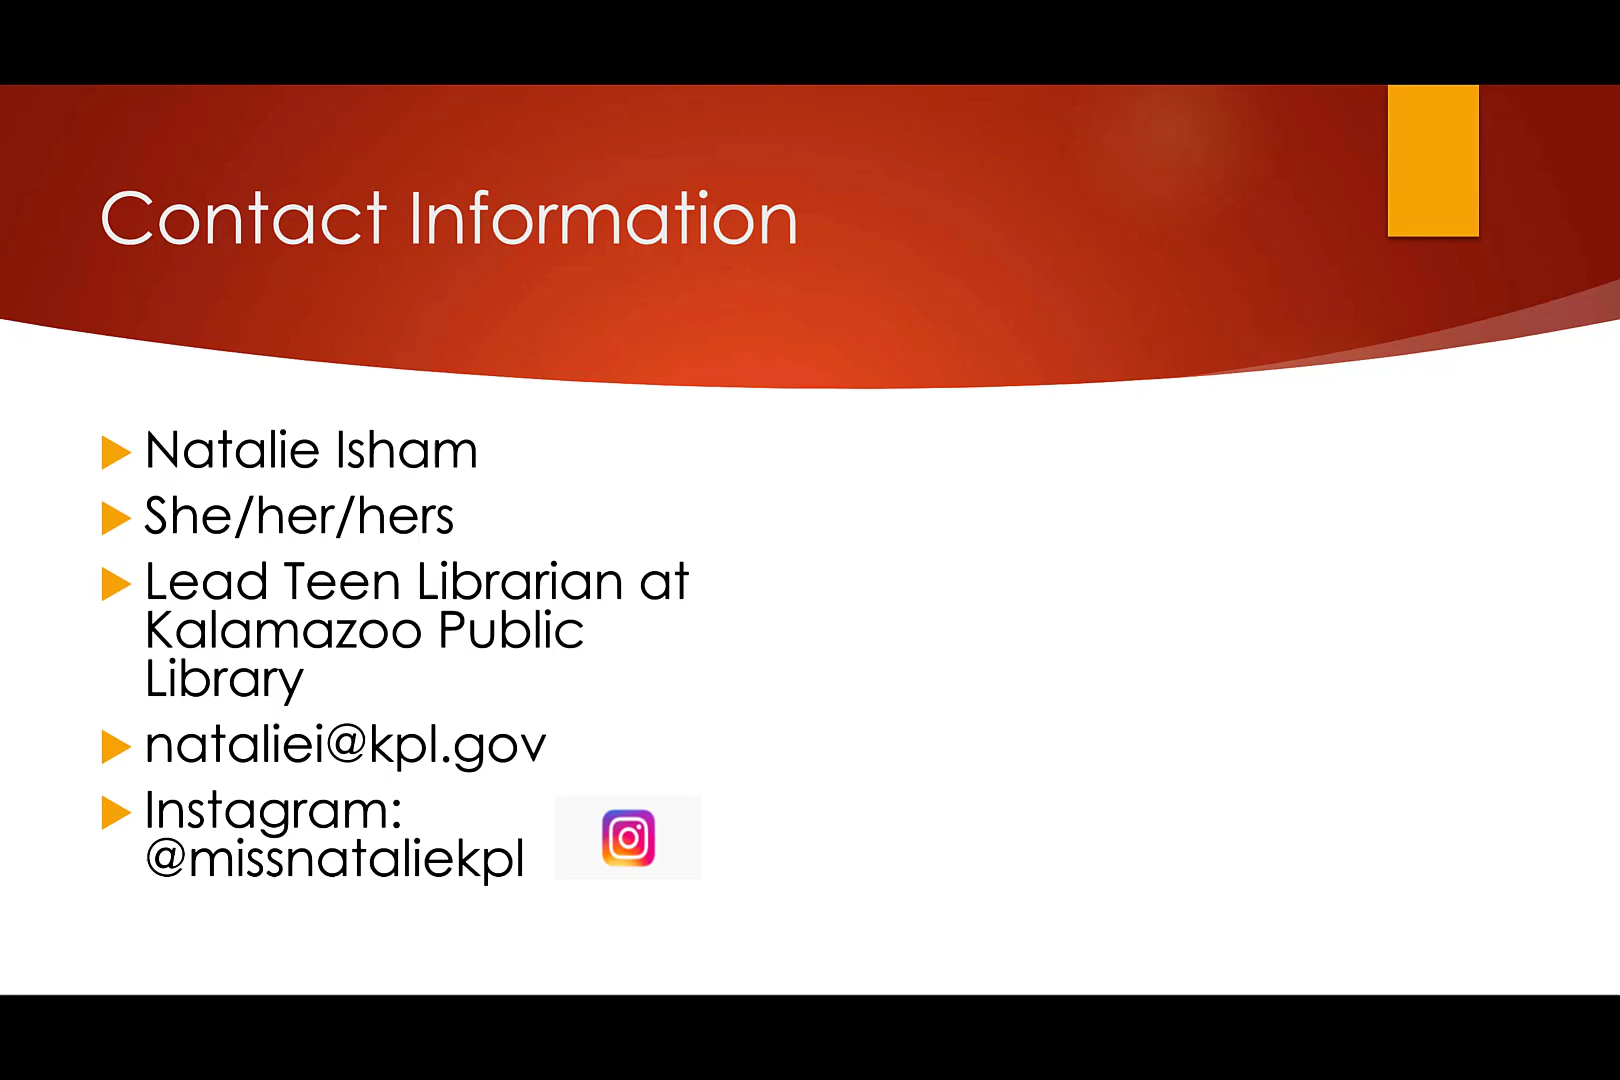 Contact Information
Natalie Isham
She/her/hers
Lead Teen Librarian at
Kalamazoo Public
Library
nataliei@kpl.gov
Instagram:
@missnataliekpl